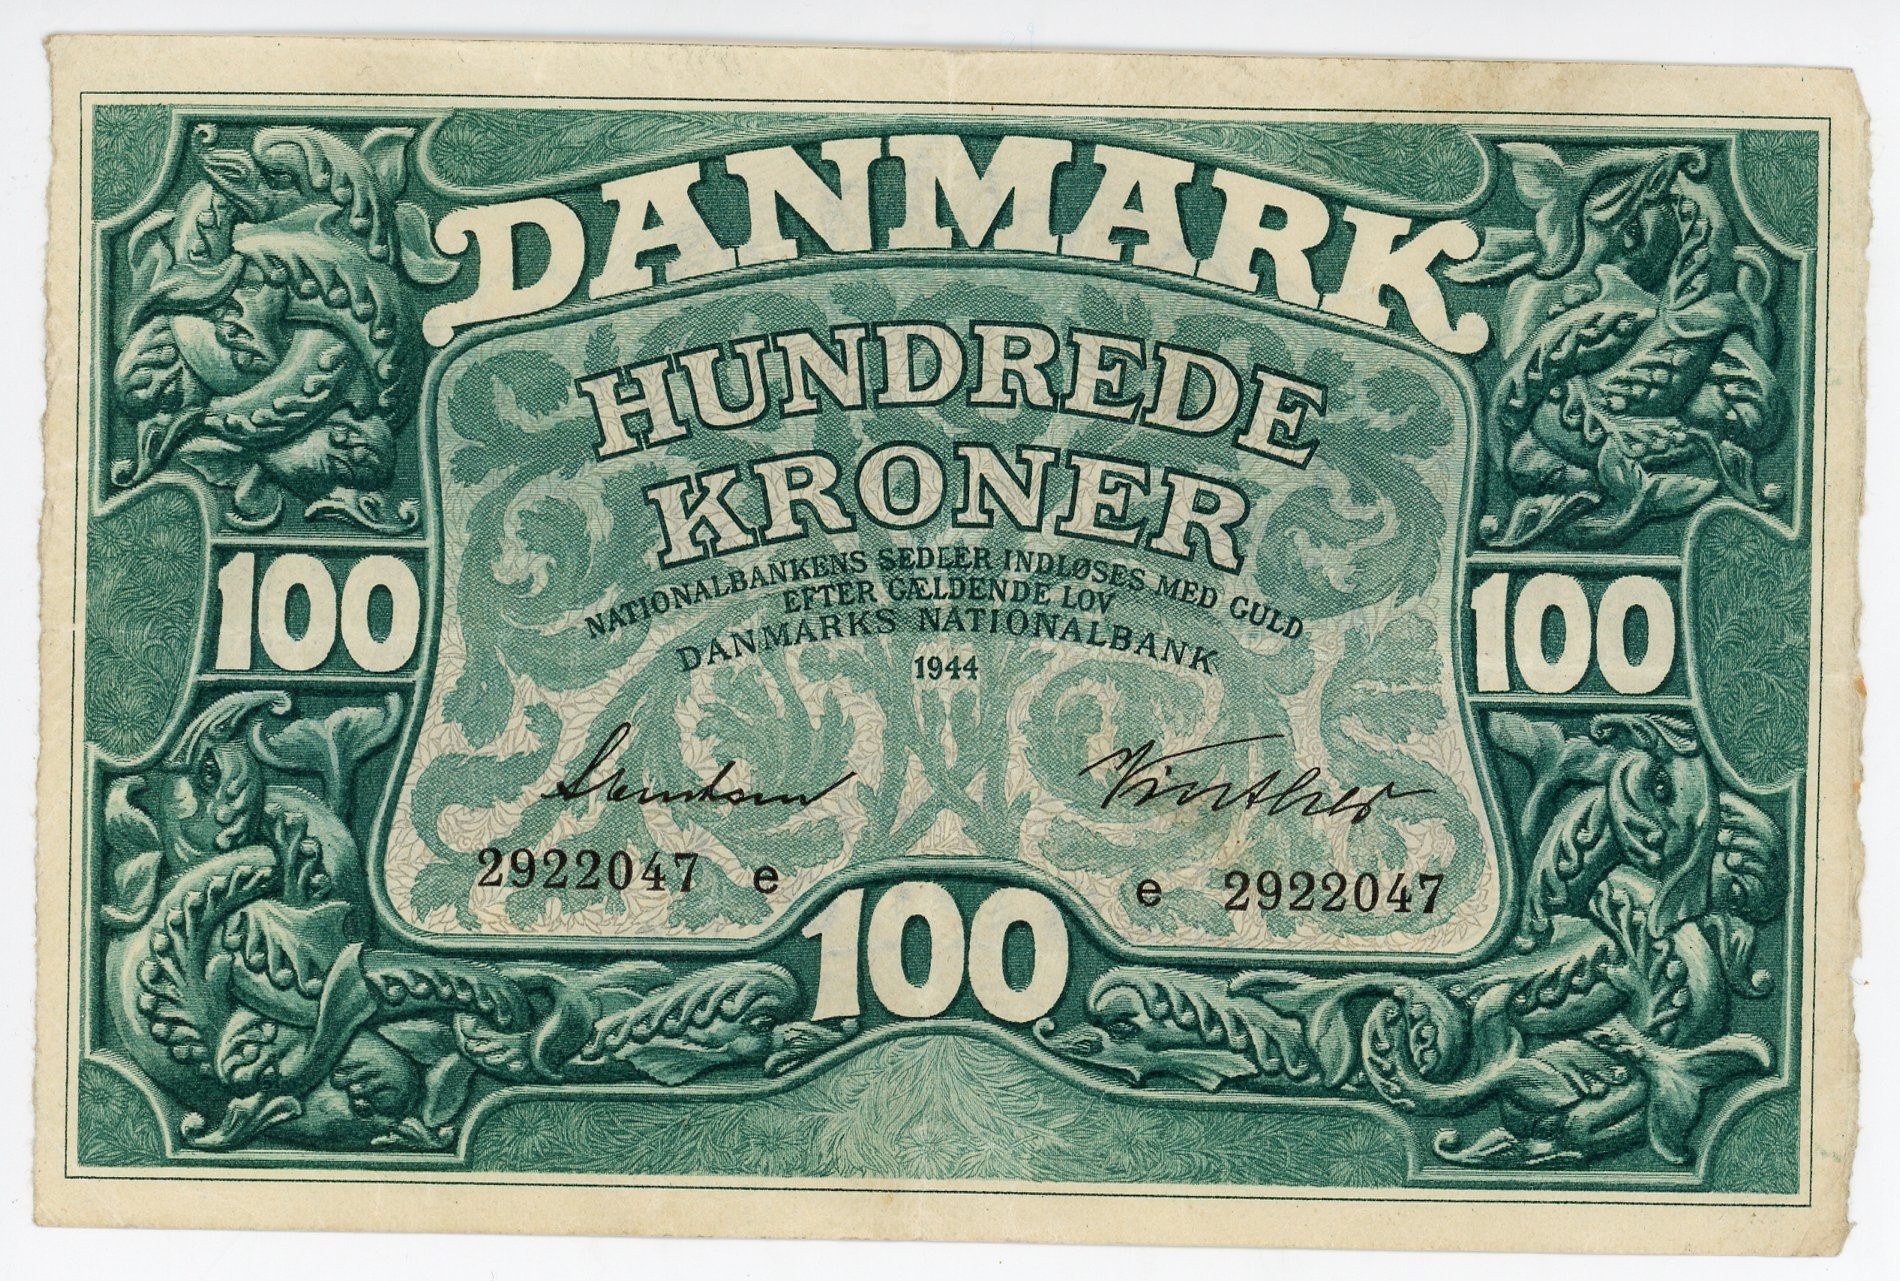 DANMARK
HUNDREDE
KRONER
NATIONALBANKENS SEDLER INDLØSES MED GULD
EFTER GÆLDENDE LOV
DANMARKS NATIONALBANK
1944
100 100
Svendsen
2922047 e e 2922047
100